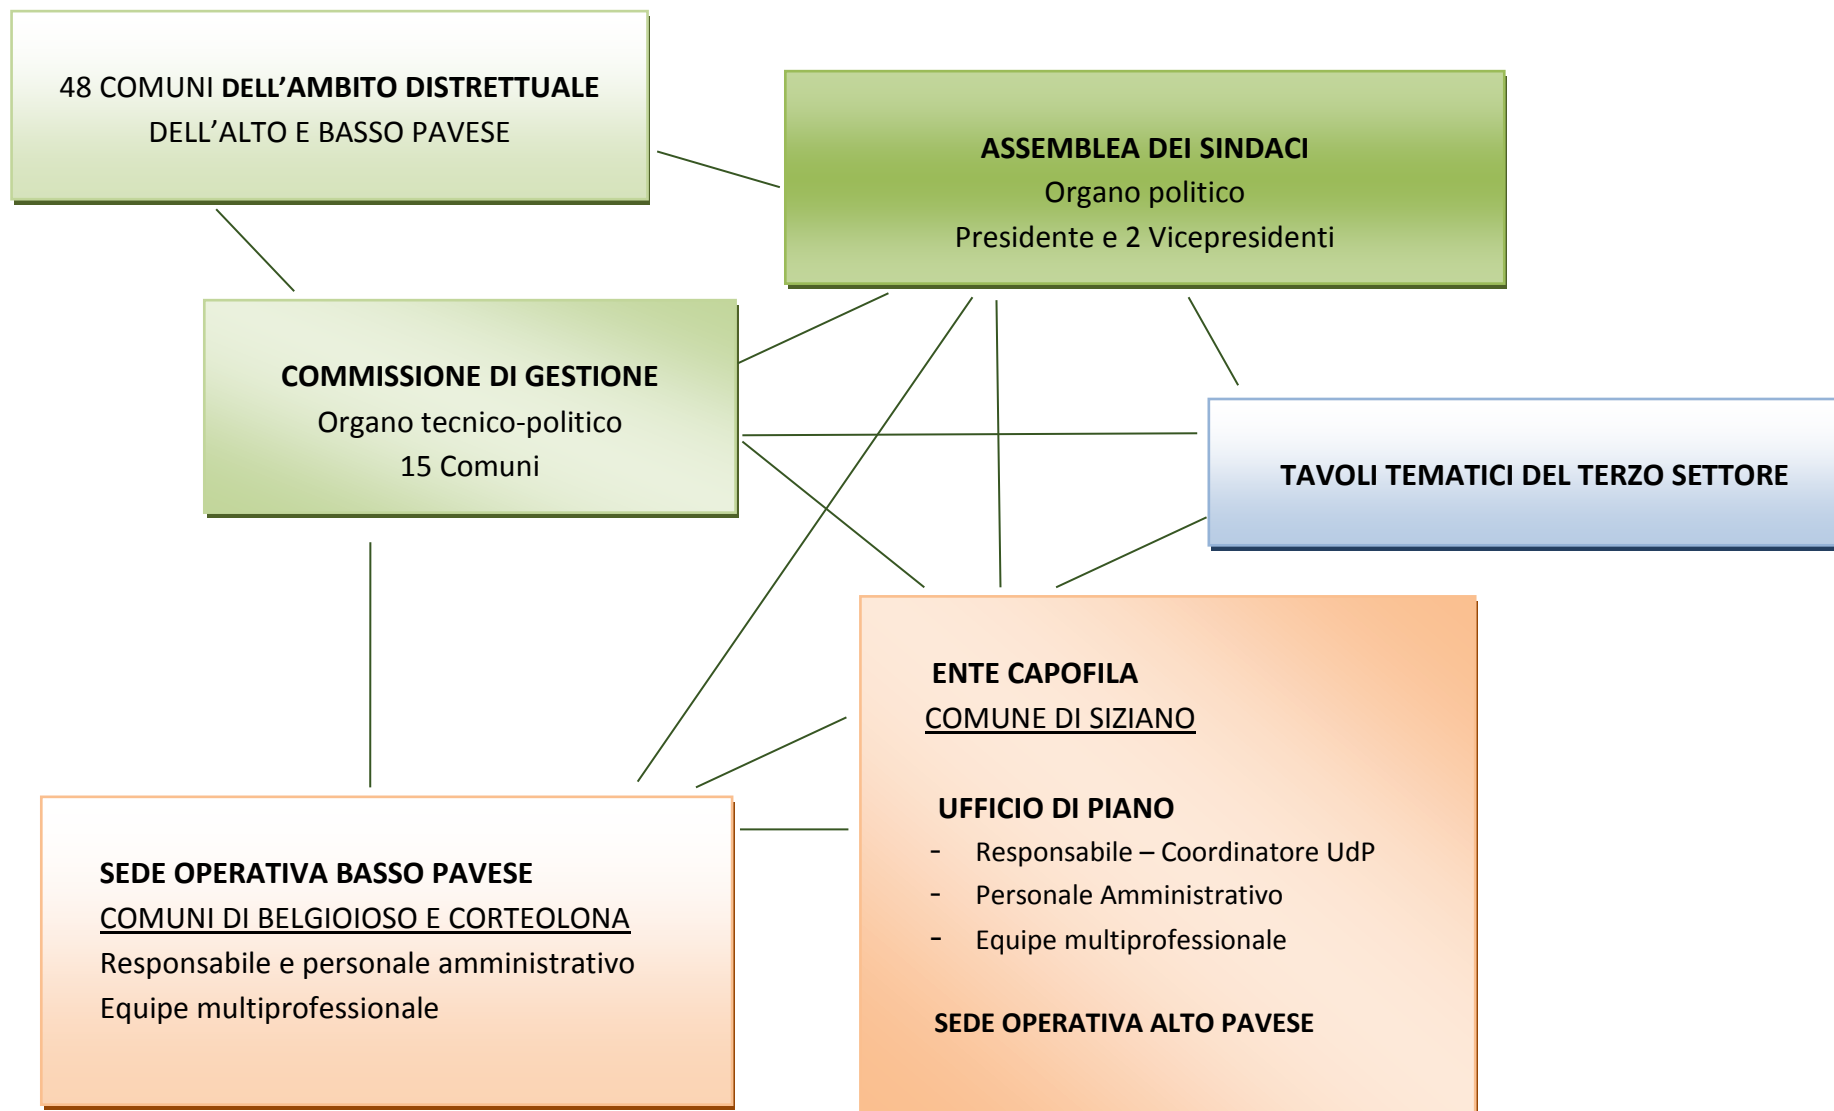 48 COMUNI DELL'AMBITO DISTRETTUALE
DELL'ALTO E BASSO PAVESE
ASSEMBLEA DEI SINDACI
Organo politico
Presidente e 2 Vicepresidenti
COMMISSIONE DI GESTIONE
Organo tecnico-politico
15 Comuni
TAVOLI TEMATICI DEL TERZO SETTORE
ENTE CAPOFILA
COMUNE DI SIZIANO
UFFICIO DI PIANO
- Responsabile – Coordinatore UdP
- Personale Amministrativo
- Equipe multiprofessionale
SEDE OPERATIVA ALTO PAVESE
SEDE OPERATIVA BASSO PAVESE
COMUNI DI BELGIOIOSO E CORTEOLONA
Responsabile e personale amministrativo
Equipe multiprofessionale